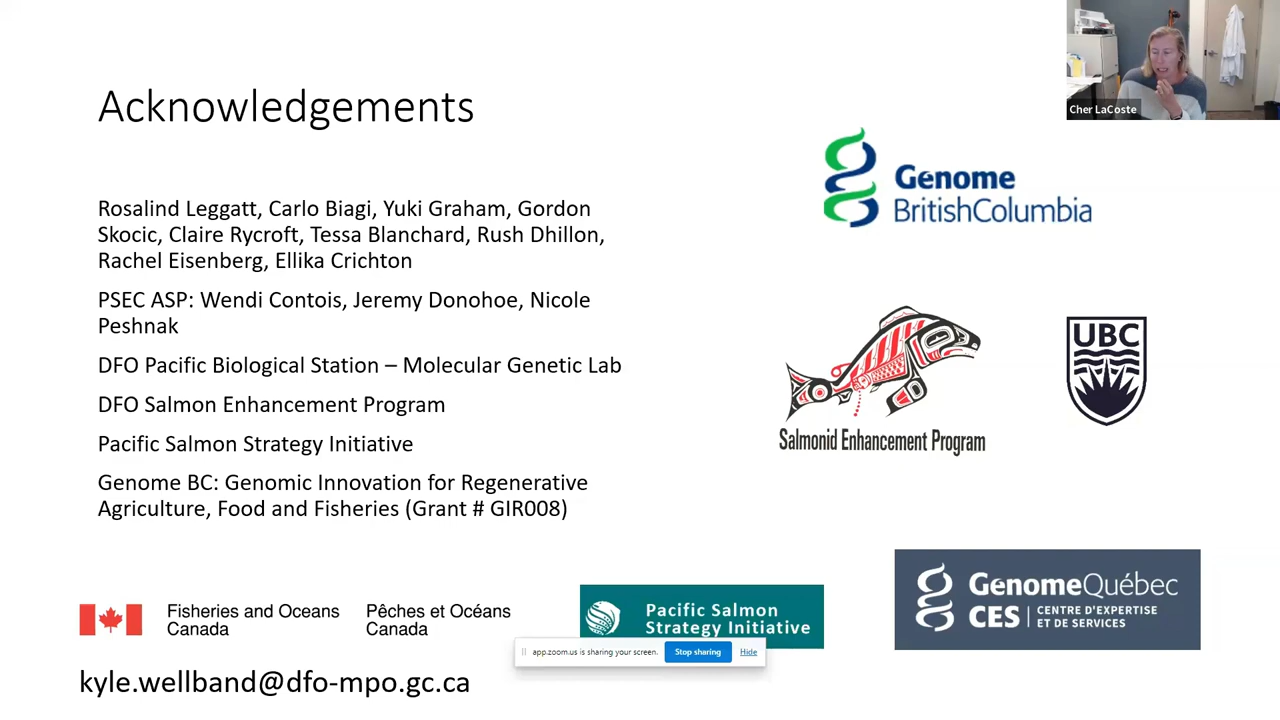 Cher LaCoste
Acknowledgements
Rosalind Leggatt, Carlo Biagi, Yuki Graham, Gordon
Skocic, Claire Rycroft, Tessa Blanchard, Rush Dhillon,
Rachel Eisenberg, Ellika Crichton
PSEC ASP: Wendi Contois, Jeremy Donohoe, Nicole
Peshnak
DFO Pacific Biological Station – Molecular Genetic Lab
DFO Salmon Enhancement Program
Pacific Salmon Strategy Initiative
Genome BC: Genomic Innovation for Regenerative
Agriculture, Food and Fisheries (Grant # GIR008)
Genome
BritishColumbia
Salmonid Enhancement Program
UBC
Fisheries and Oceans
Canada
Pêches et Océans
Canada
Pacific Salmon
Strategy Initiative
GenomeQuébec
CES
CENTRE D'EXPERTISE
ET DE SERVICES
app.zoom.us is sharing your screen.
Stop sharing
Hide
kyle.wellband@dfo-mpo.gc.ca